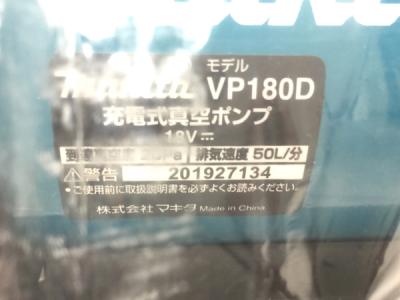 makita モデル VP180D
充電式真空ポンプ
18V
排気速度 50L/分
⚠警告 201927134
•ご使用前に取扱説明書を必ずよくお読みください。
株式会社 マキタ Made in China